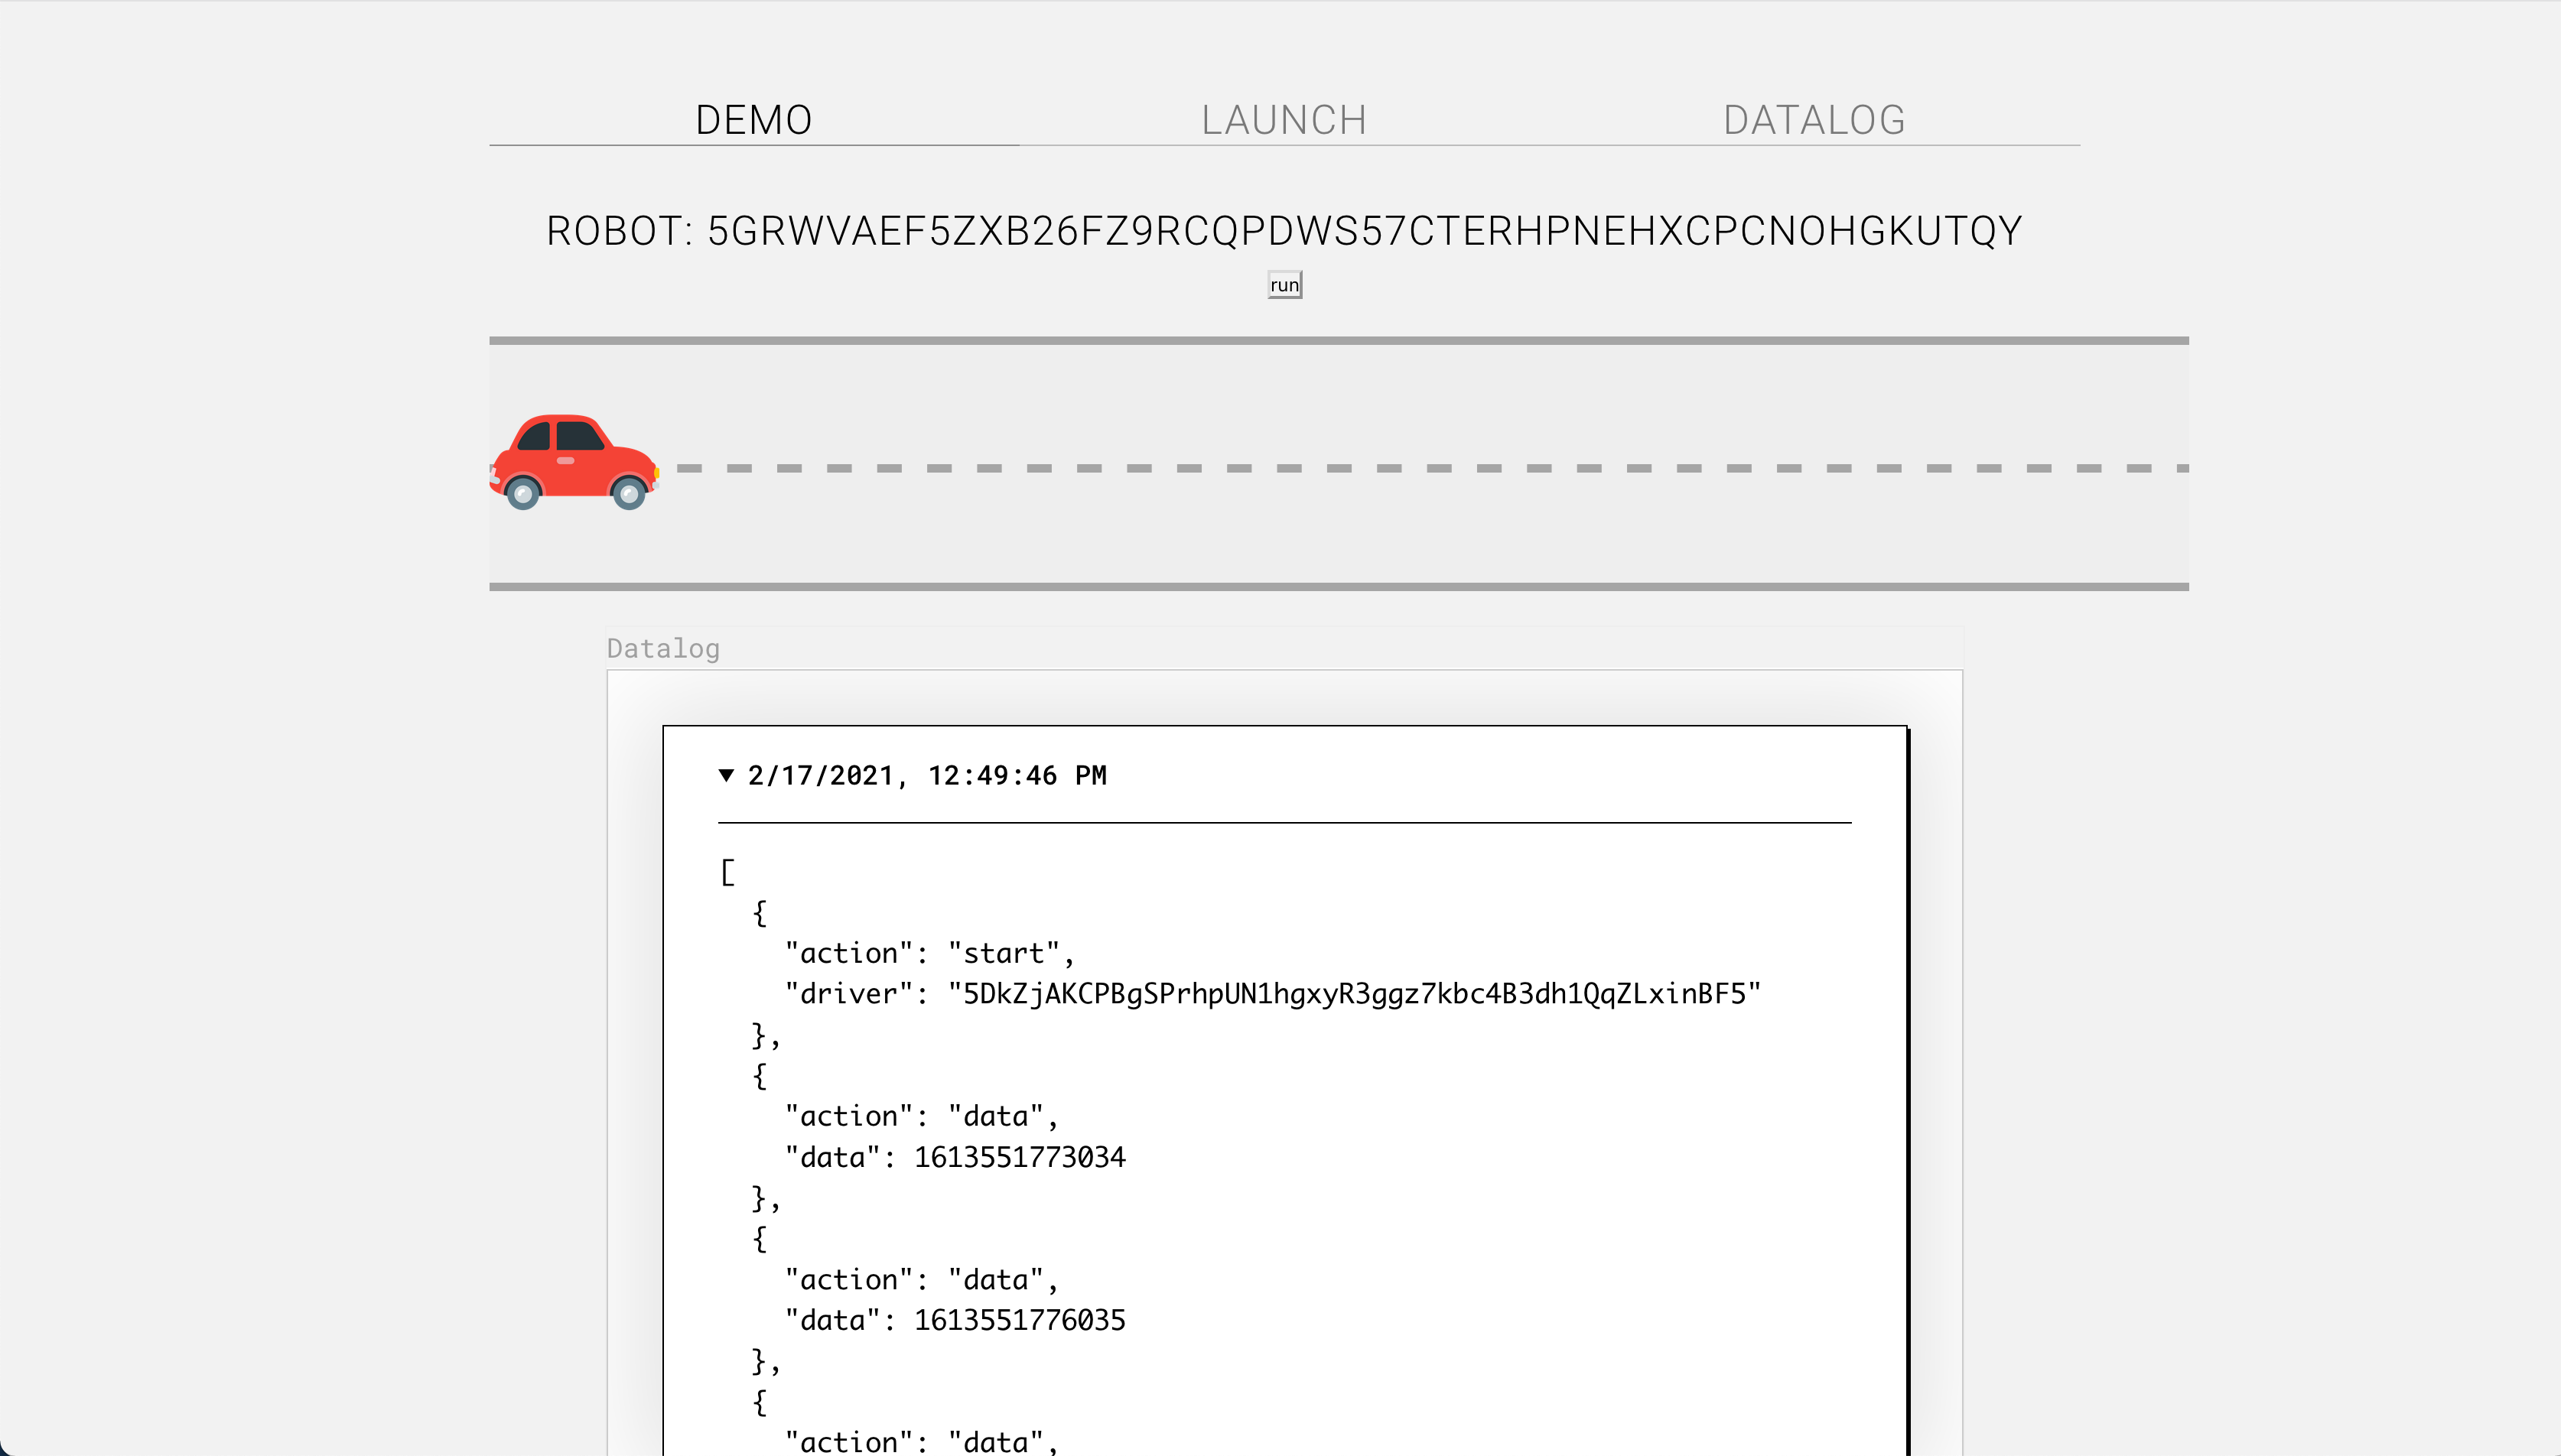 DEMO LAUNCH DATALOG
ROBOT: 5GRWVAEF5ZXB26FZ9RCQPDWS57CTERHPNEHXCPCNOHGKUTQY
run
Datalog
▼ 2/17/2021, 12:49:46 PM
[
{
"action": "start",
"driver": "5DkZjAKCPBgSPrhpUN1hgxyR3ggz7kbc4B3dh1QqZLxinBF5"
},
{
"action": "data",
"data": 1613551773034
},
{
"action": "data",
"data": 1613551776035
},
{
"action": "data",